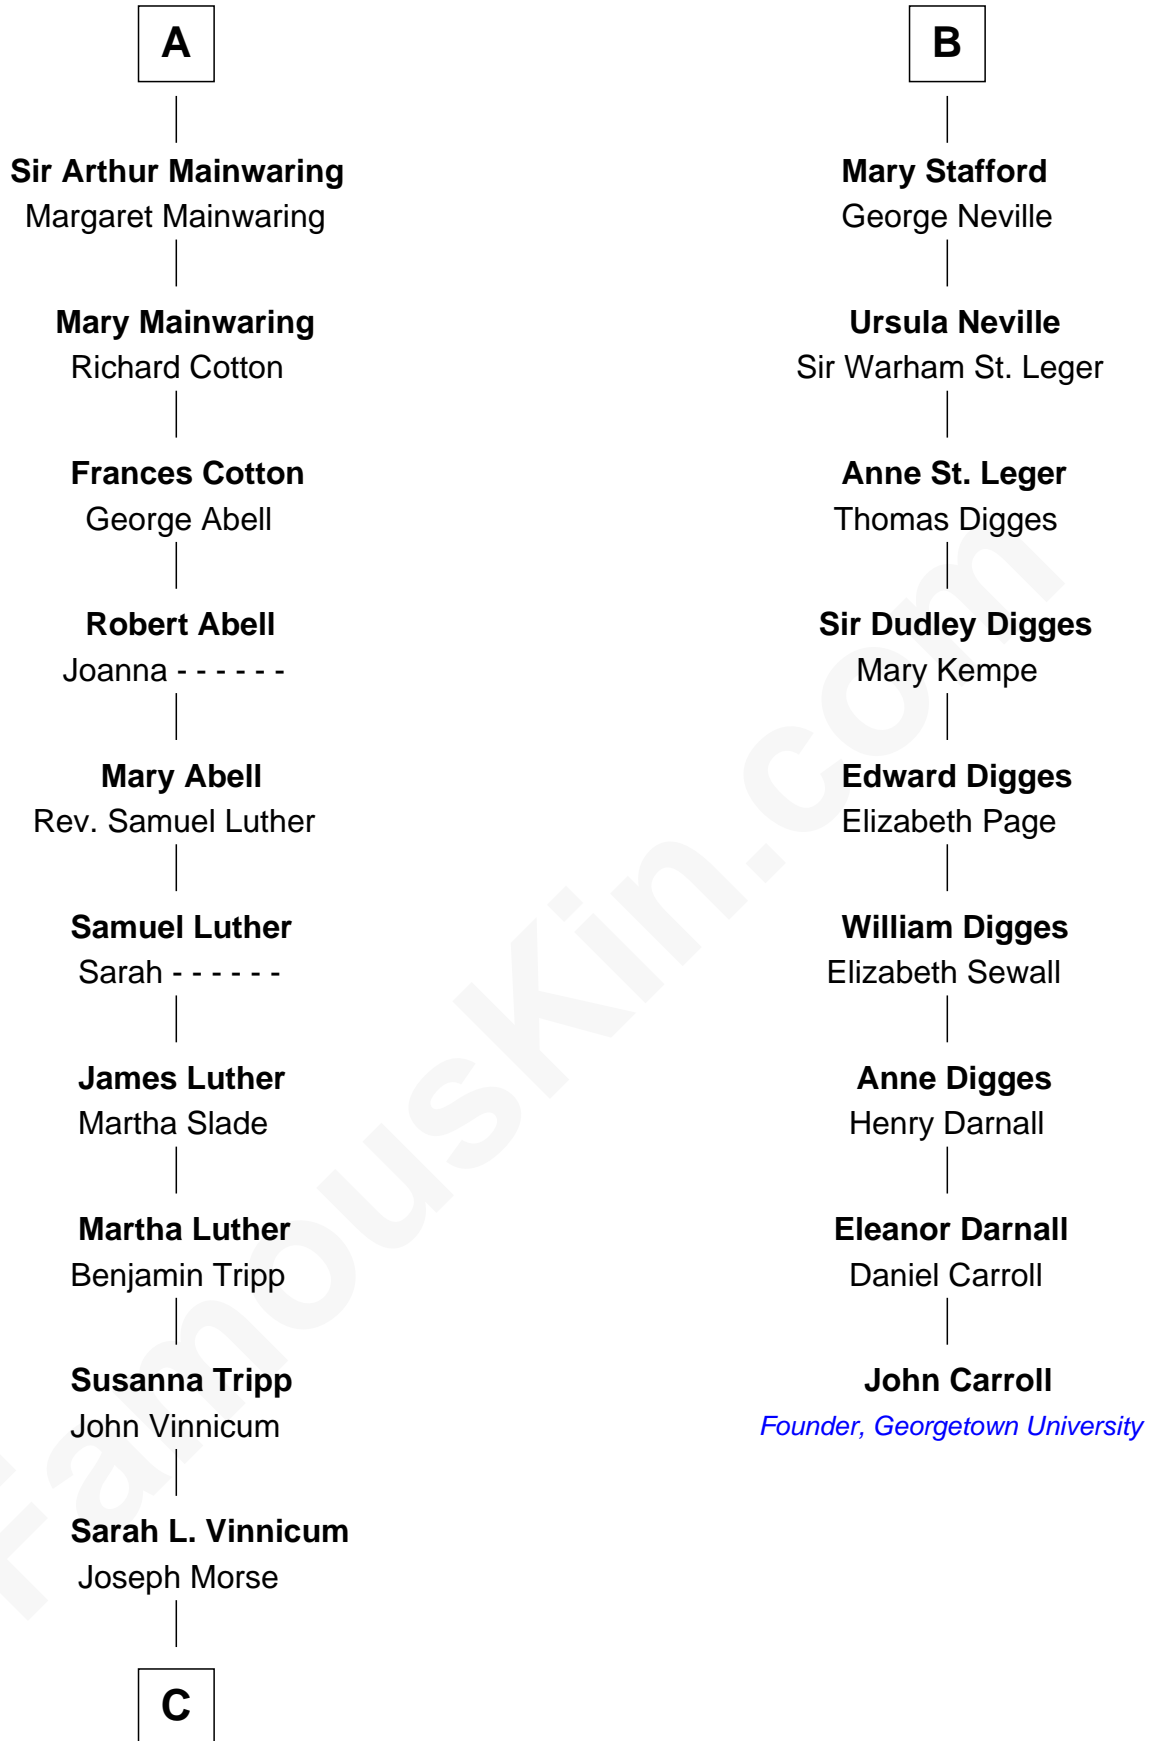 A
Sir Arthur Mainwaring
Margaret Mainwaring
Mary Mainwaring
Richard Cotton
Frances Cotton
George Abell
Robert Abell
Joanna - - - - - -
Mary Abell
Rev. Samuel Luther
Samuel Luther
Sarah - - - - - -
James Luther
Martha Slade
Martha Luther
Benjamin Tripp
Susanna Tripp
John Vinnicum
Sarah L. Vinnicum
Joseph Morse
C
B
Mary Stafford
George Neville
Ursula Neville
Sir Warham St. Leger
Anne St. Leger
Thomas Digges
Sir Dudley Digges
Mary Kempe
Edward Digges
Elizabeth Page
William Digges
Elizabeth Sewall
Anne Digges
Henry Darnall
Eleanor Darnall
Daniel Carroll
John Carroll
Founder, Georgetown University
FamousKin.com